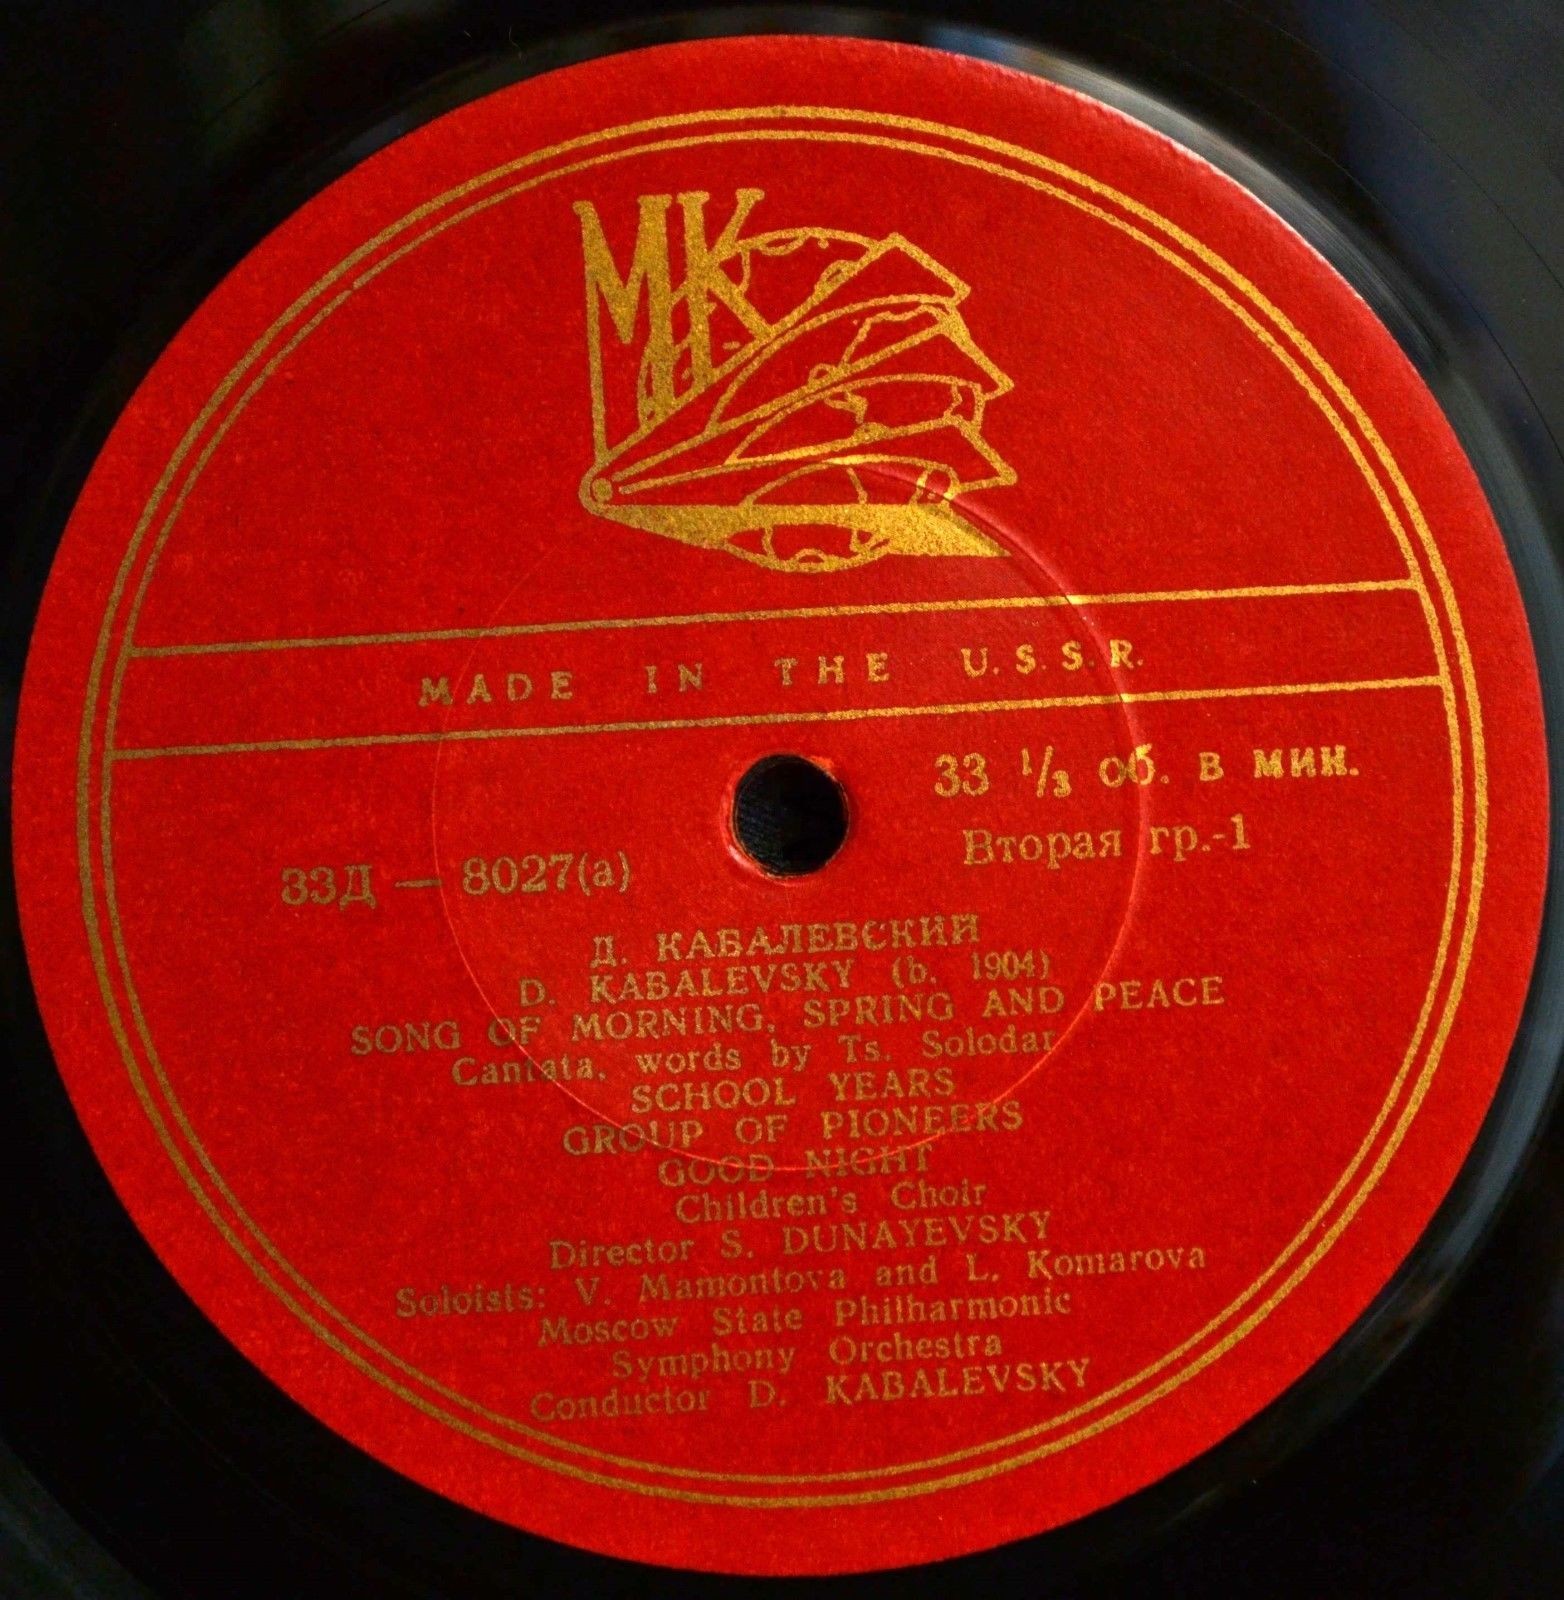 МК
MADE IN THE U.S.S.R.
33 1/3 об. в мин.
Вторая гр.-1
33Д — 8027(а)
Д. КАБАЛЕВСКИЙ
D. KABALEVSKY (b. 1904)
SONG OF MORNING, SPRING AND PEACE
Cantata, words by Ts. Solodar
SCHOOL YEARS
GROUP OF PIONEERS
GOOD NIGHT
Children's Choir
Director S. DUNAYEVSKY
Soloists: V. Mamontova and L. Komarova
Moscow State Philharmonic
Symphony Orchestra
Conductor D. KABALEVSKY